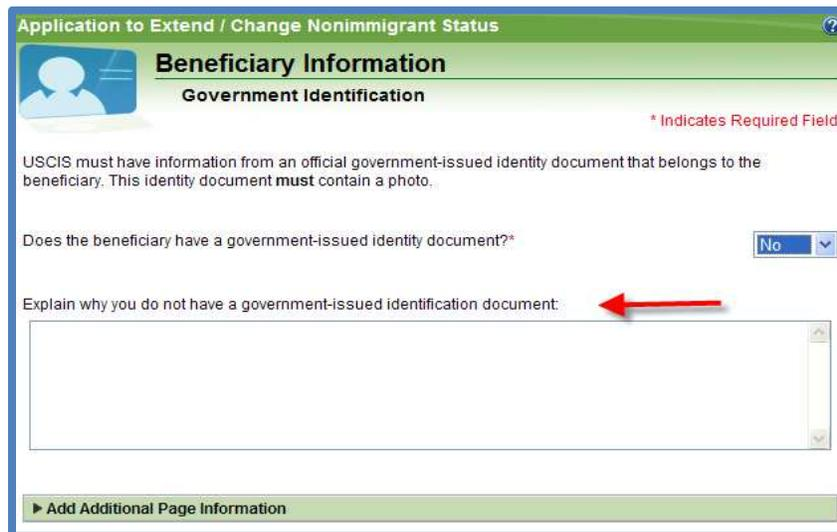 Application to Extend / Change Nonimmigrant Status
?
Beneficiary Information
Government Identification
* Indicates Required Field
USCIS must have information from an official government-issued identity document that belongs to the
beneficiary. This identity document must contain a photo.
Does the beneficiary have a government-issued identity document?*
No
Explain why you do not have a government-issued identification document:
Add Additional Page Information